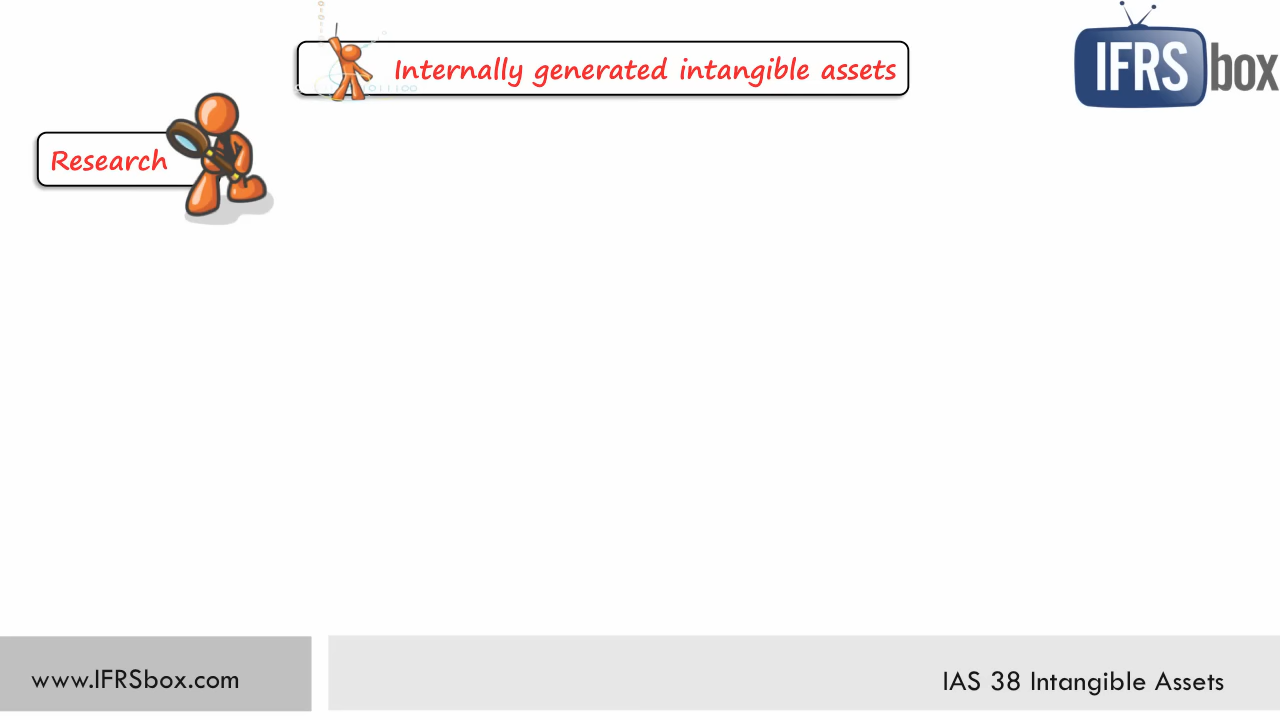 Internally generated intangible assets
IFRS box
Research
www.IFRSbox.com
IAS 38 Intangible Assets